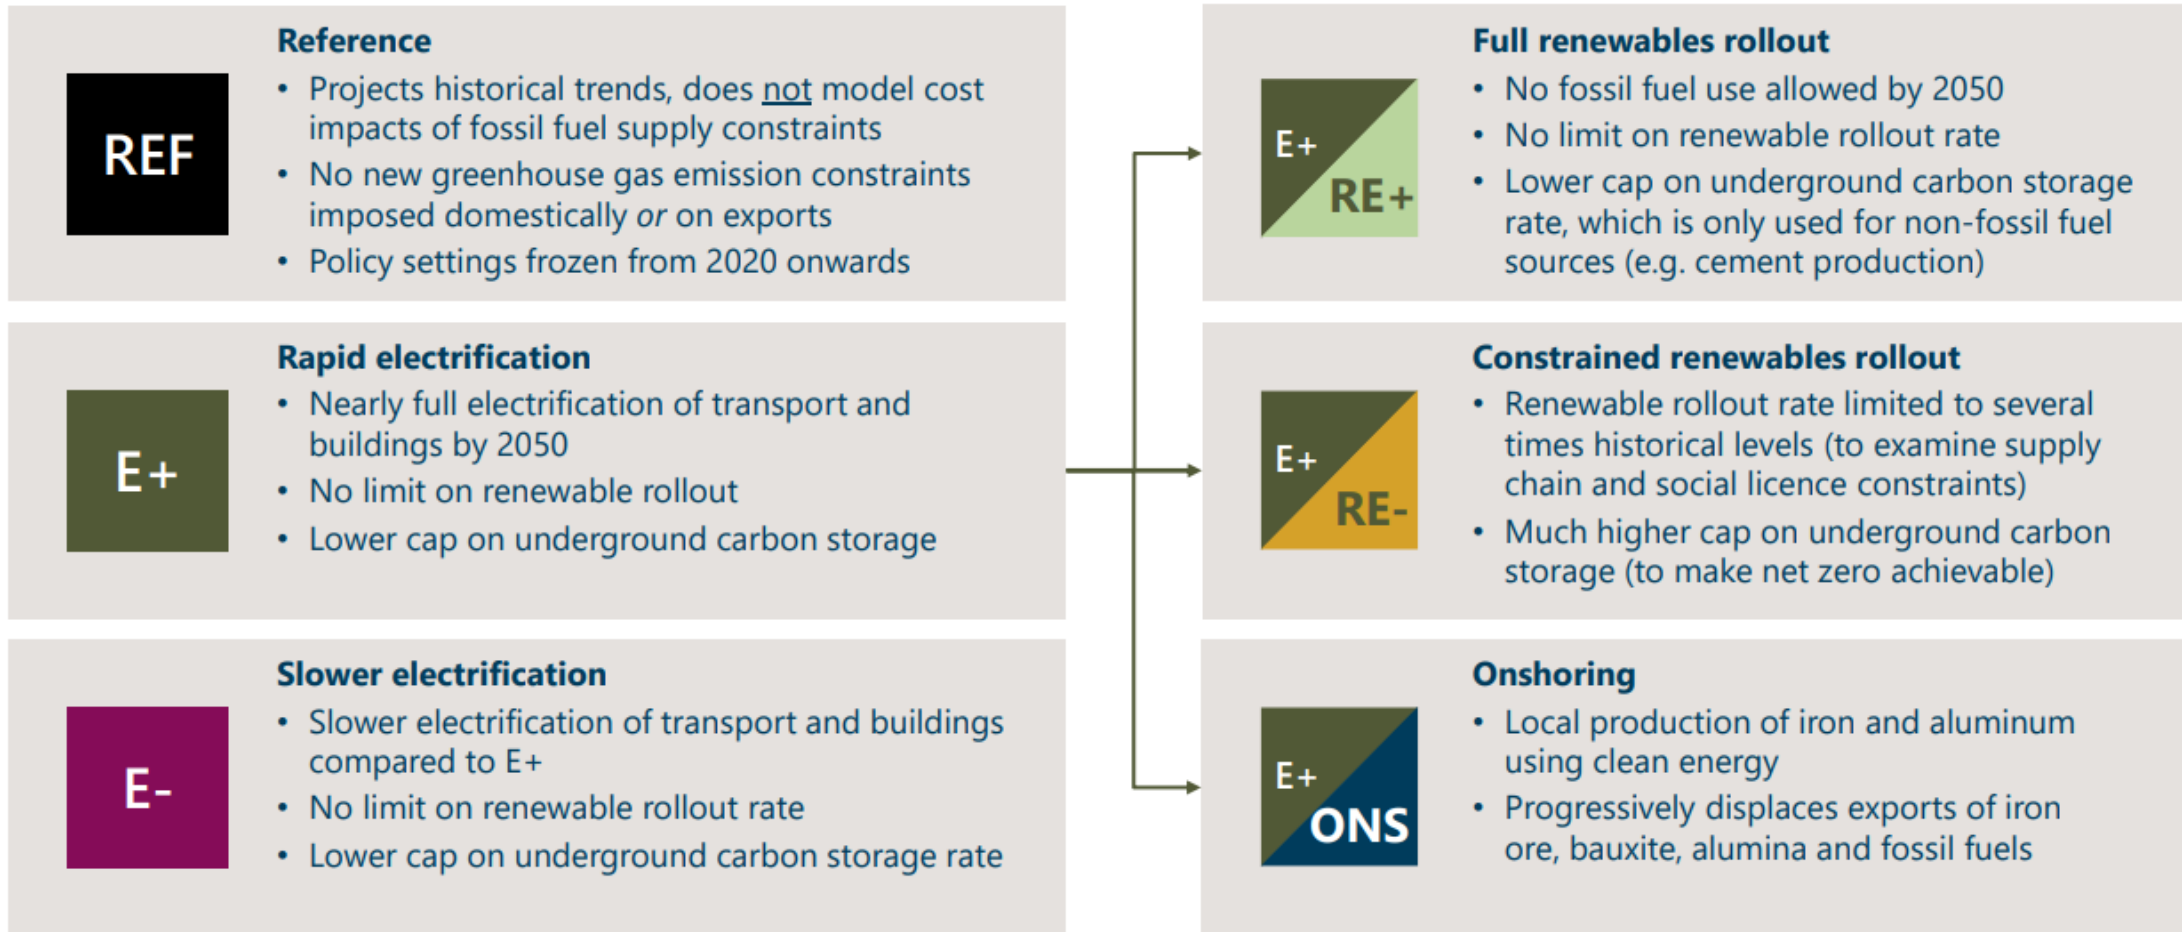 REF
Reference
• Projects historical trends, does not model cost
impacts of fossil fuel supply constraints
• No new greenhouse gas emission constraints
imposed domestically or on exports
• Policy settings frozen from 2020 onwards
E+
Rapid electrification
• Nearly full electrification of transport and
buildings by 2050
• No limit on renewable rollout
• Lower cap on underground carbon storage
E-
Slower electrification
• Slower electrification of transport and buildings
compared to E+
• No limit on renewable rollout rate
• Lower cap on underground carbon storage rate
E+
RE+
Full renewables rollout
• No fossil fuel use allowed by 2050
• No limit on renewable rollout rate
• Lower cap on underground carbon storage
rate, which is only used for non-fossil fuel
sources (e.g. cement production)
E+
RE-
Constrained renewables rollout
• Renewable rollout rate limited to several
times historical levels (to examine supply
chain and social licence constraints)
• Much higher cap on underground carbon
storage (to make net zero achievable)
E+
ONS
Onshoring
• Local production of iron and aluminum
using clean energy
• Progressively displaces exports of iron
ore, bauxite, alumina and fossil fuels